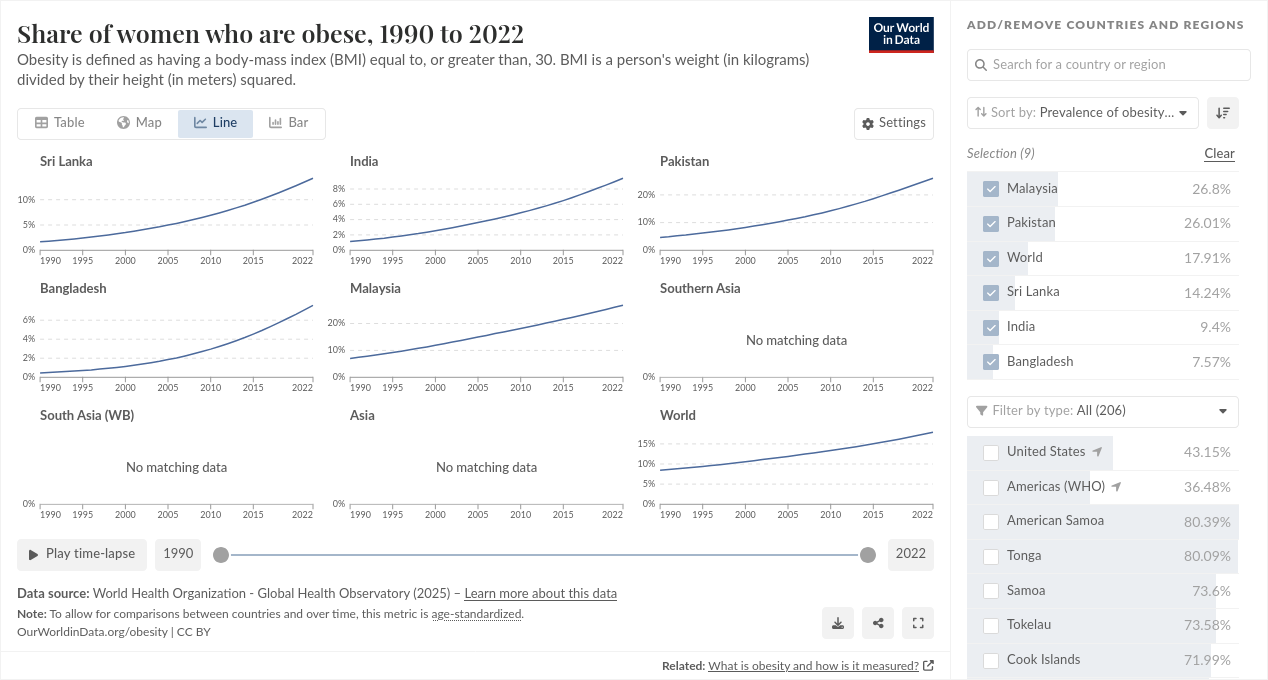 Share of women who are obese, 1990 to 2022
Our World
in Data
Obesity is defined as having a body-mass index (BMI) equal to, or greater than, 30. BMI is a person's weight (in kilograms)
divided by their height (in meters) squared.
Table
Map
Line
Bar
Settings
Sri Lanka
10%
5%
0%
1990 1995 2000 2005 2010 2015 2022
India
8%
6%
4%
2%
0%
1990 1995 2000 2005 2010 2015 2022
Pakistan
20%
10%
0%
1990 1995 2000 2005 2010 2015 2022
Bangladesh
6%
4%
2%
0%
1990 1995 2000 2005 2010 2015 2022
Malaysia
20%
10%
0%
1990 1995 2000 2005 2010 2015 2022
Southern Asia
No matching data
0%
1990 1995 2000 2005 2010 2015 2022
South Asia (WB)
No matching data
0%
1990 1995 2000 2005 2010 2015 2022
Asia
No matching data
0%
1990 1995 2000 2005 2010 2015 2022
World
15%
10%
5%
0%
1990 1995 2000 2005 2010 2015 2022
Play time-lapse
1990
2022
Data source: World Health Organization - Global Health Observatory (2025) – Learn more about this data
Note: To allow for comparisons between countries and over time, this metric is age-standardized.
OurWorldinData.org/obesity | CC BY
Related: What is obesity and how is it measured?
ADD/REMOVE COUNTRIES AND REGIONS
Search for a country or region
Sort by: Prevalence of obesity...
Selection (9)
Clear
Malaysia 26.8%
Pakistan 26.01%
World 17.91%
Sri Lanka 14.24%
India 9.4%
Bangladesh 7.57%
Filter by type: All (206)
United States 43.15%
Americas (WHO) 36.48%
American Samoa 80.39%
Tonga 80.09%
Samoa 73.6%
Tokelau 73.58%
Cook Islands 71.99%